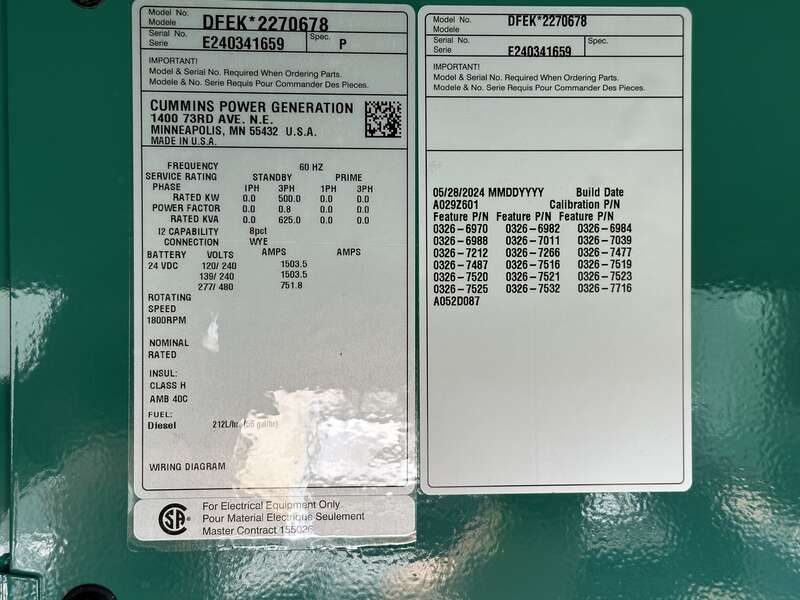 Model No. DFEK*2270678
Modele
Serial No. E240341659 Spec. P
Serie
IMPORTANT!
Model & Serial No. Required When Ordering Parts.
Modele & No. Serie Requis Pour Commander Des Pieces.
CUMMINS POWER GENERATION
1400 73RD AVE. N.E.
MINNEAPOLIS, MN 55432 U.S.A.
MADE IN U.S.A.
FREQUENCY 60 HZ
SERVICE RATING STANDBY PRIME
PHASE 1PH 3PH 1PH 3PH
RATED KW 0.0 500.0 0.0 0.0
POWER FACTOR 0.0 0.8 0.0 0.0
RATED KVA 0.0 625.0 0.0 0.0
I2 CAPABILITY 8pct
CONNECTION WYE
BATTERY VOLTS AMPS AMPS
24 VDC 120/ 240 1503.5
139/ 240 1503.5
277/ 480 751.8
ROTATING
SPEED
1800RPM
NOMINAL
RATED
INSUL:
CLASS H
AMB 40C
FUEL:
Diesel 212L/hr (56 gal/hr)
WIRING DIAGRAM
CSA
For Electrical Equipment Only
Pour Material Electrique Seulement
Master Contract 155026
Model No. DFEK*2270678
Modele
Serial No. E240341659 Spec.
Serie
IMPORTANT!
Model & Serial No. Required When Ordering Parts.
Modele & No. Serie Requis Pour Commander Des Pieces.
05/28/2024 MMDDYYYY Build Date
A029Z601 Calibration P/N
Feature P/N Feature P/N Feature P/N
0326-6970 0326-6982 0326-6984
0326-6988 0326-7011 0326-7039
0326-7212 0326-7266 0326-7477
0326-7487 0326-7516 0326-7519
0326-7520 0326-7521 0326-7523
0326-7525 0326-7532 0326-7716
A052D087